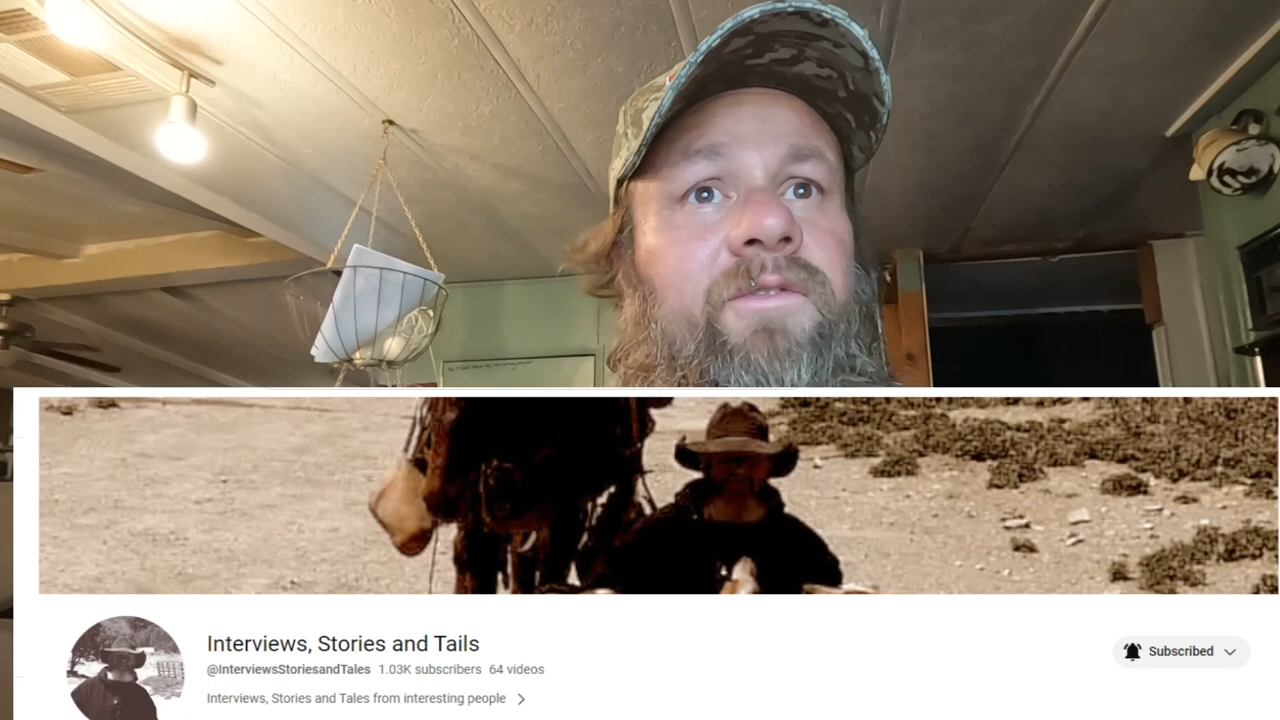 Interviews, Stories and Tails
@InterviewsStoriesandTales 1.03K subscribers 64 videos
Subscribed
Interviews, Stories and Tales from interesting people